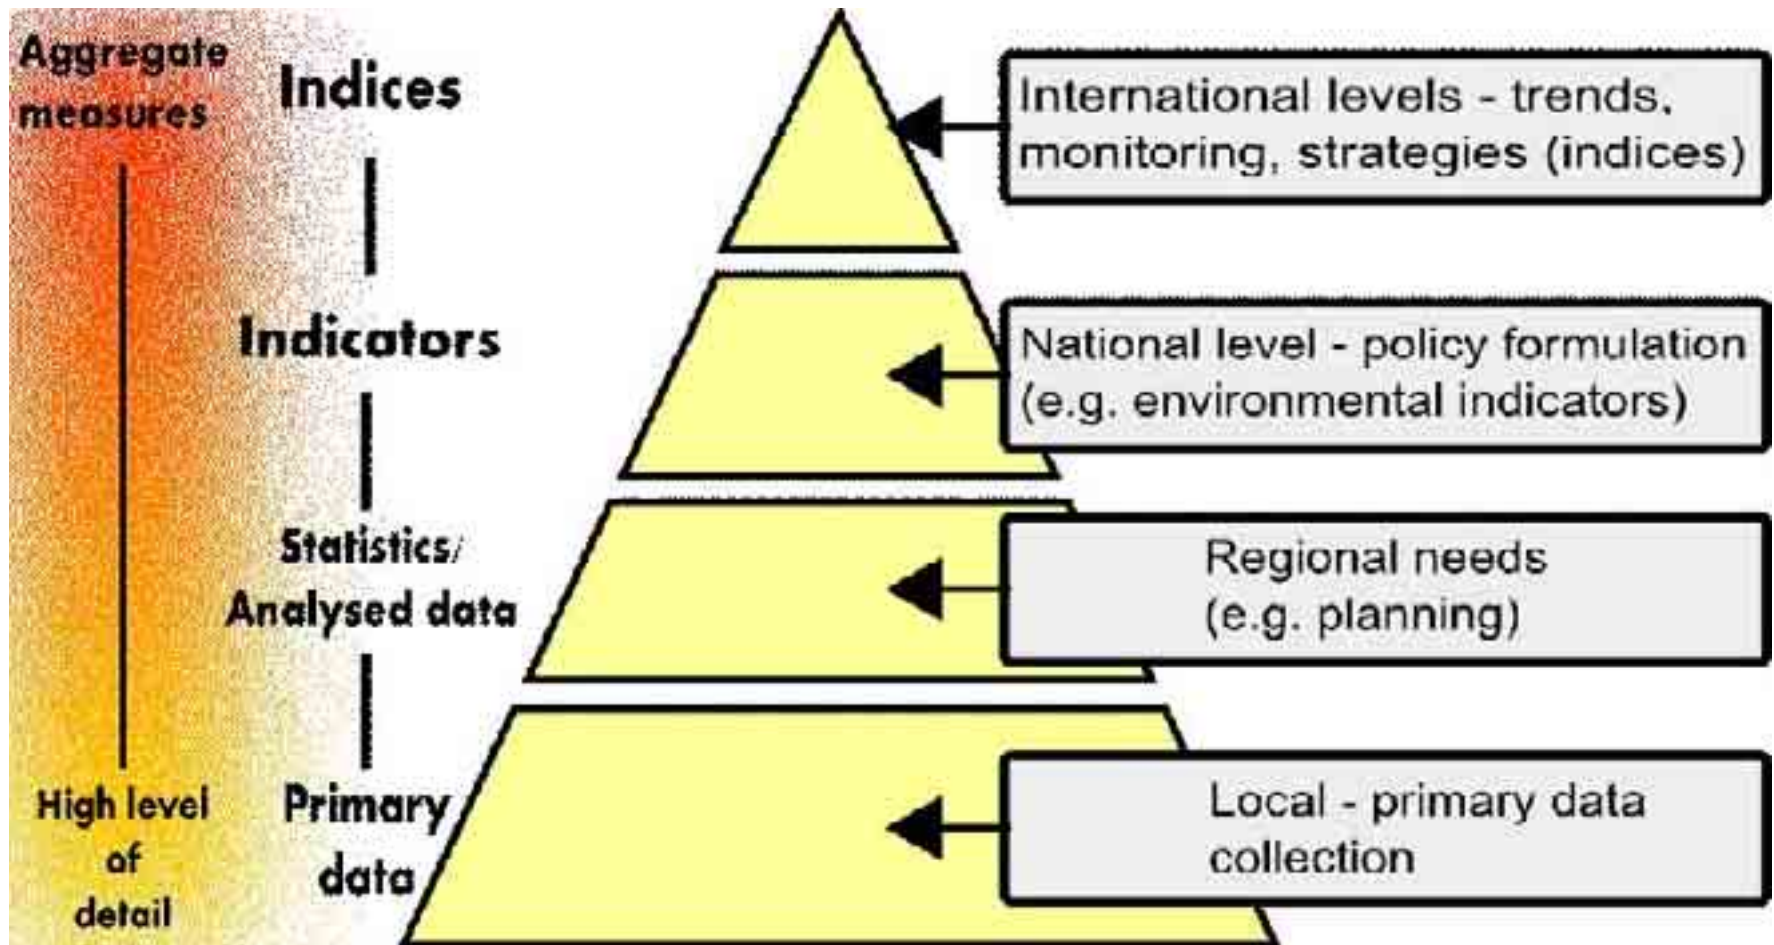 Aggregate
measures
Indices
International levels - trends,
monitoring, strategies (indices)
Indicators
National level - policy formulation
(e.g. environmental indicators)
Statistics/
Analysed data
Regional needs
(e.g. planning)
High level
of
detail
Primary
data
Local - primary data
collection